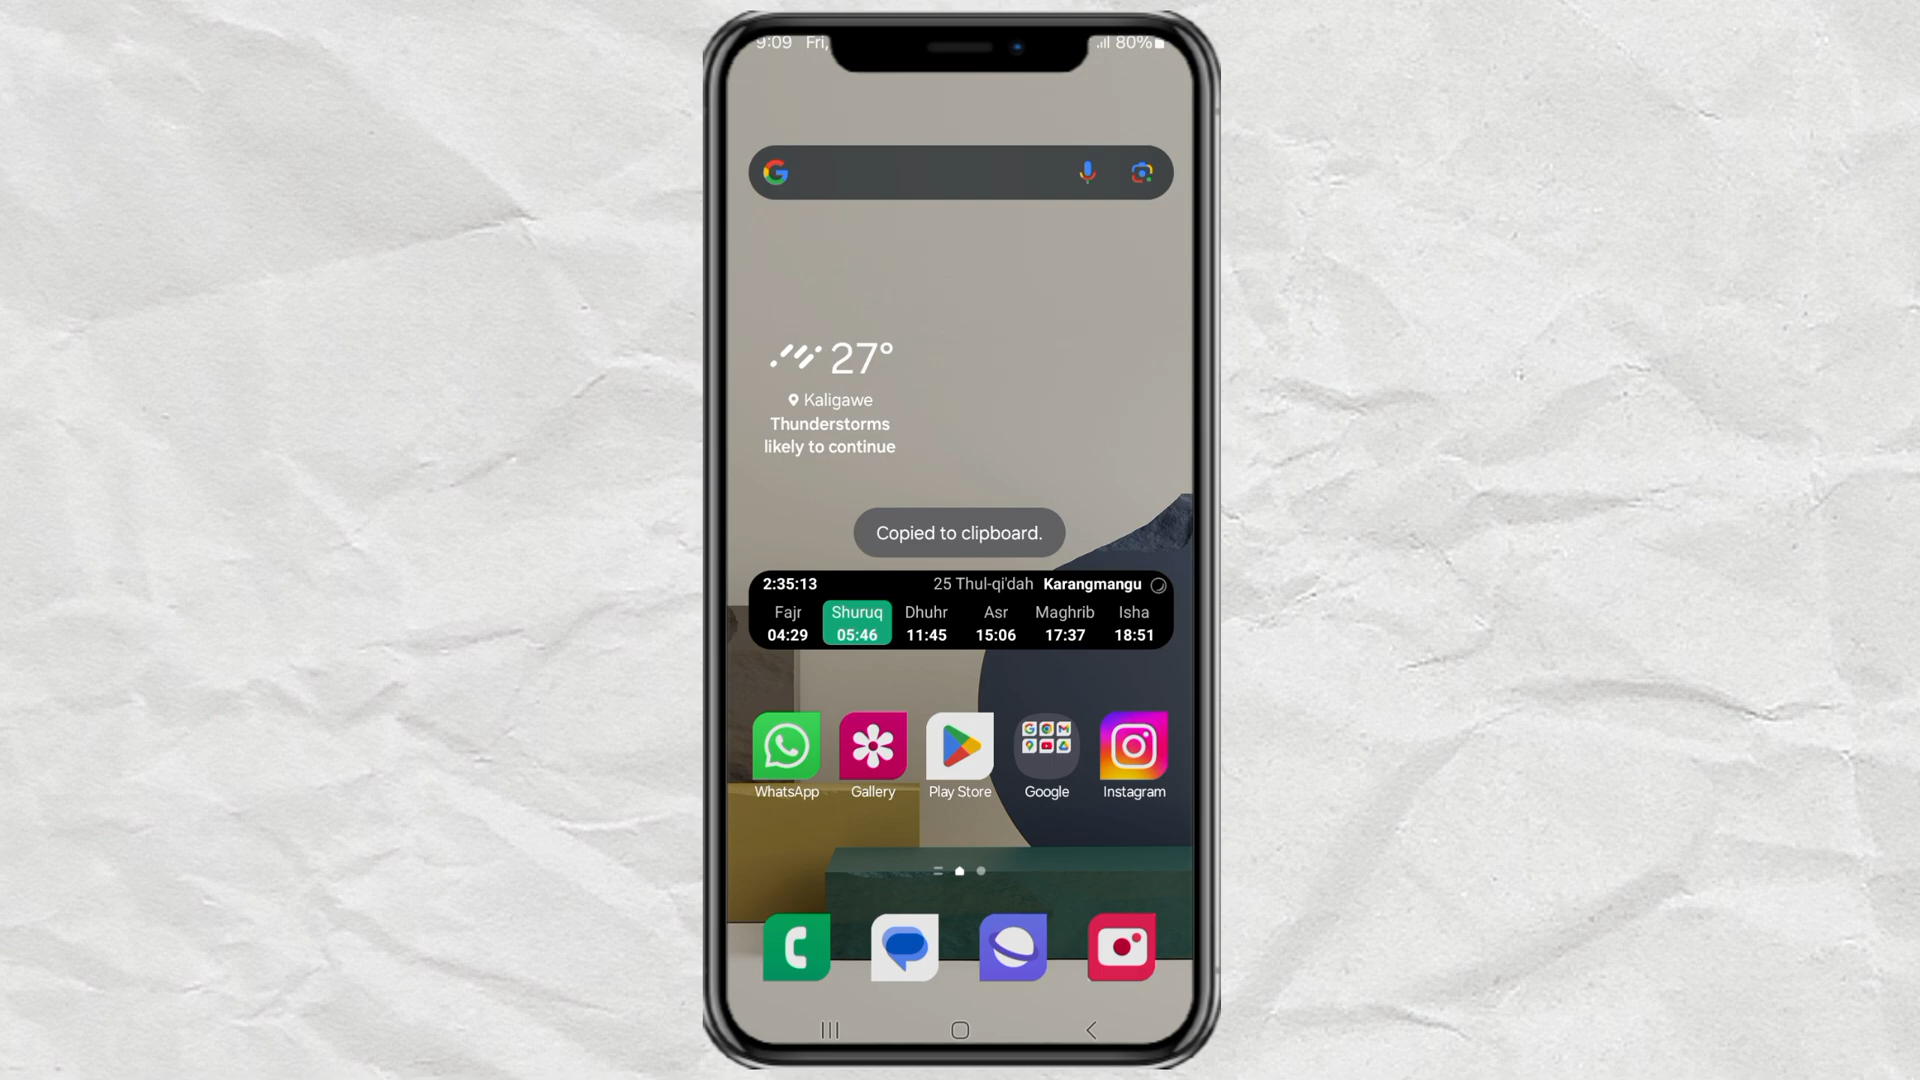 9:09 Fri, 80%
27°
Kaligawe
Thunderstorms
likely to continue
Copied to clipboard.
2:35:13 25 Thul-qi'dah Karangmangu
Fajr Shuruq Dhuhr Asr Maghrib Isha
04:29 05:46 11:45 15:06 17:37 18:51
WhatsApp Gallery Play Store Google Instagram